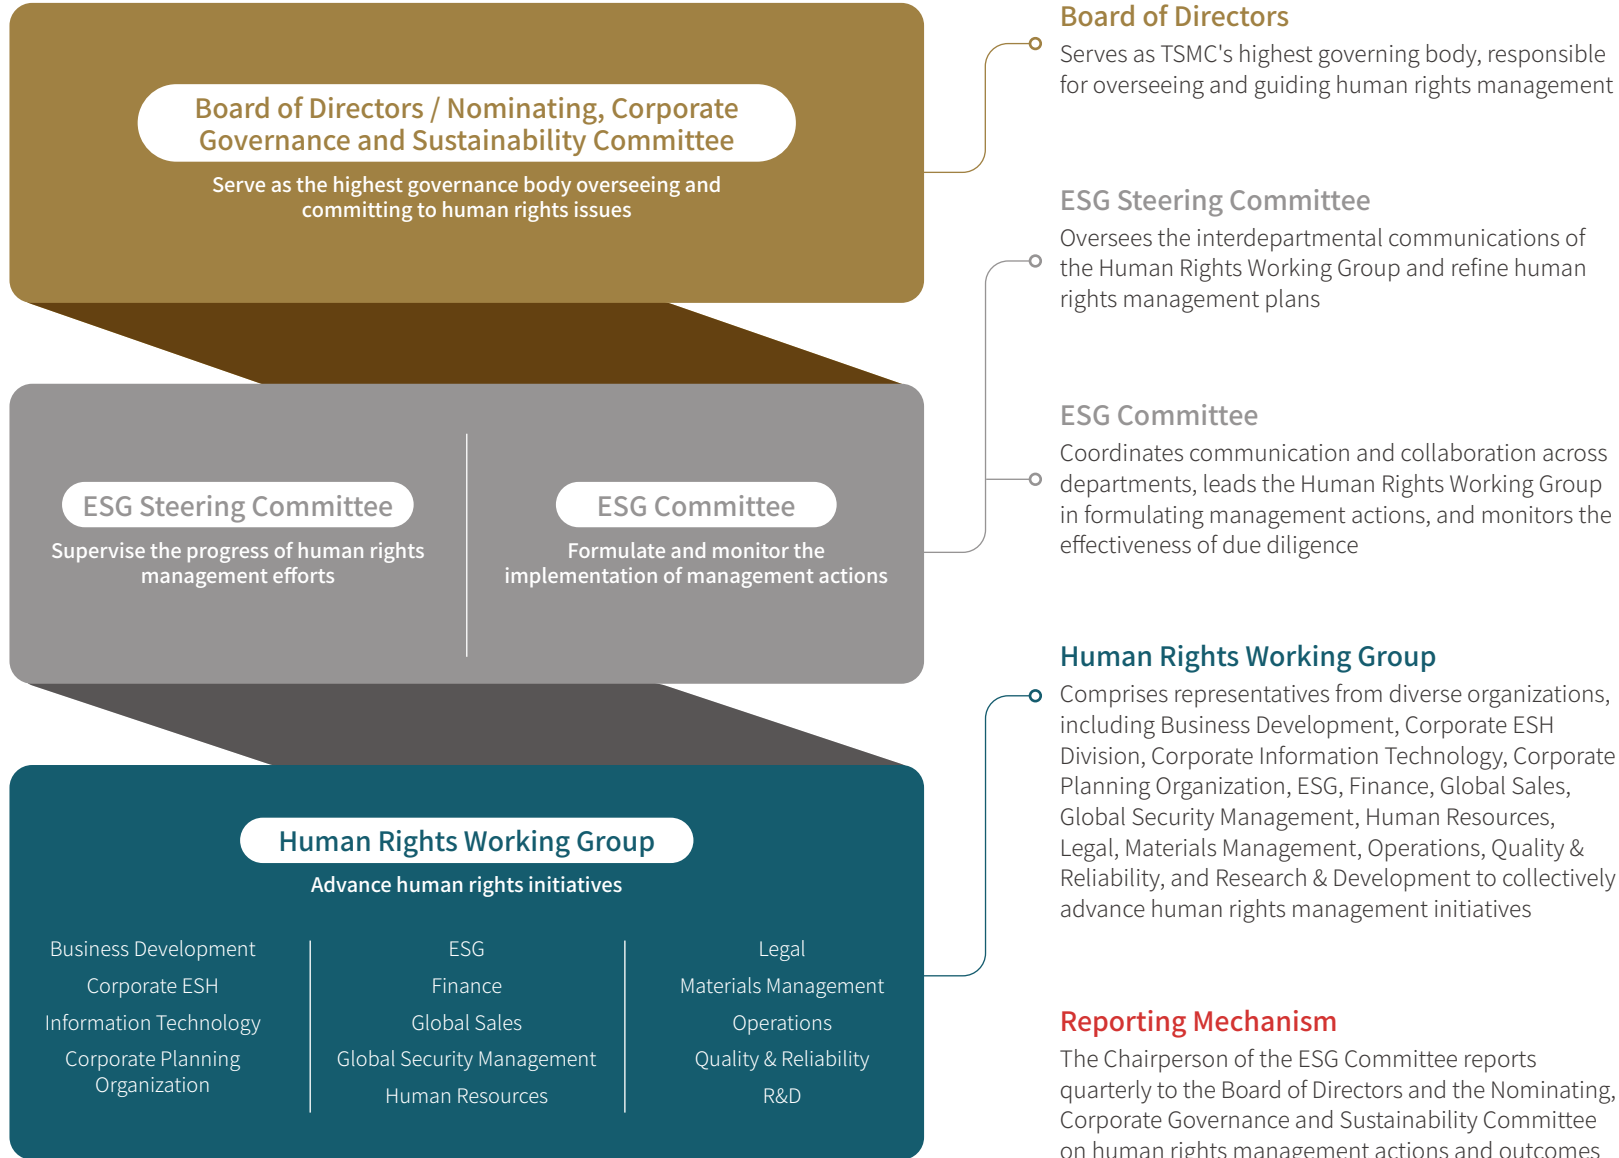 Board of Directors / Nominating, Corporate
Governance and Sustainability Committee
Serve as the highest governance body overseeing and
committing to human rights issues
ESG Steering Committee
Supervise the progress of human rights
management efforts
ESG Committee
Formulate and monitor the
implementation of management actions
Human Rights Working Group
Advance human rights initiatives
Business Development
Corporate ESH
Information Technology
Corporate Planning
Organization
ESG
Finance
Global Sales
Global Security Management
Human Resources
Legal
Materials Management
Operations
Quality & Reliability
R&D
Board of Directors
Serves as TSMC's highest governing body, responsible
for overseeing and guiding human rights management
ESG Steering Committee
Oversees the interdepartmental communications of
the Human Rights Working Group and refine human
rights management plans
ESG Committee
Coordinates communication and collaboration across
departments, leads the Human Rights Working Group
in formulating management actions, and monitors the
effectiveness of due diligence
Human Rights Working Group
Comprises representatives from diverse organizations,
including Business Development, Corporate ESH
Division, Corporate Information Technology, Corporate
Planning Organization, ESG, Finance, Global Sales,
Global Security Management, Human Resources,
Legal, Materials Management, Operations, Quality &
Reliability, and Research & Development to collectively
advance human rights management initiatives
Reporting Mechanism
The Chairperson of the ESG Committee reports
quarterly to the Board of Directors and the Nominating,
Corporate Governance and Sustainability Committee
on human rights management actions and outcomes